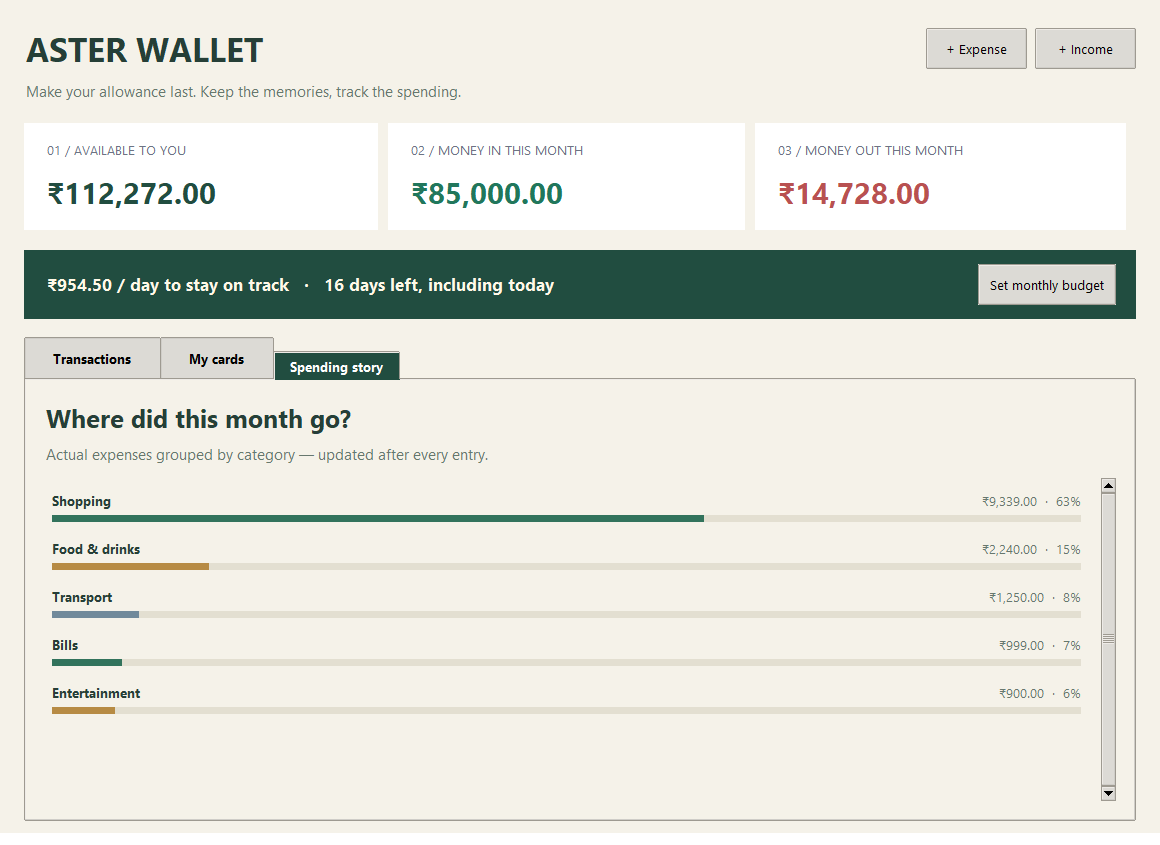 ASTER WALLET
+ Expense
+ Income
Make your allowance last. Keep the memories, track the spending.
01 / AVAILABLE TO YOU
₹112,272.00
02 / MONEY IN THIS MONTH
₹85,000.00
03 / MONEY OUT THIS MONTH
₹14,728.00
₹954.50 / day to stay on track · 16 days left, including today
Set monthly budget
Transactions
My cards
Spending story
Where did this month go?
Actual expenses grouped by category — updated after every entry.
Shopping ₹9,339.00 · 63%
Food & drinks ₹2,240.00 · 15%
Transport ₹1,250.00 · 8%
Bills ₹999.00 · 7%
Entertainment ₹900.00 · 6%